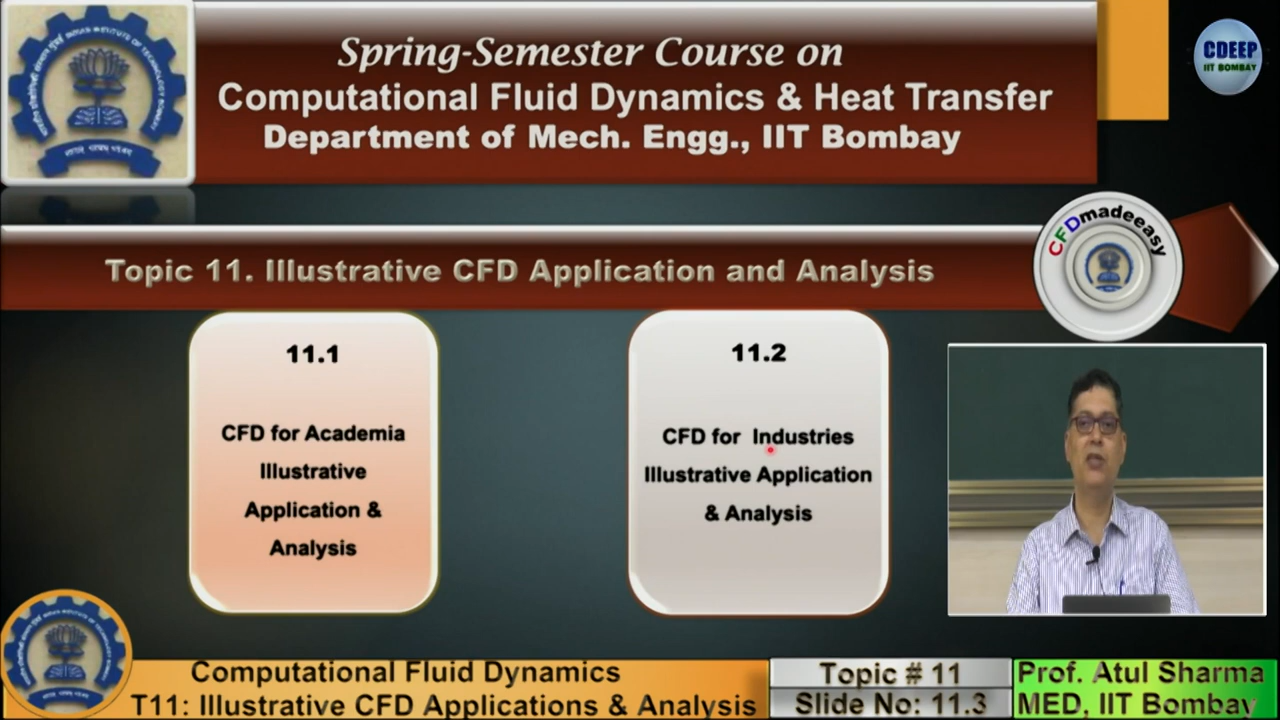 Spring-Semester Course on
Computational Fluid Dynamics & Heat Transfer
Department of Mech. Engg., IIT Bombay
CDEEP
IIT BOMBAY
CFDmadeeasy
Topic 11. Illustrative CFD Application and Analysis
11.1
CFD for Academia
Illustrative
Application &
Analysis
11.2
CFD for Industries
Illustrative Application
& Analysis
Computational Fluid Dynamics
T11: Illustrative CFD Applications & Analysis
Topic # 11
Slide No: 11.3
Prof. Atul Sharma
MED, IIT Bombay